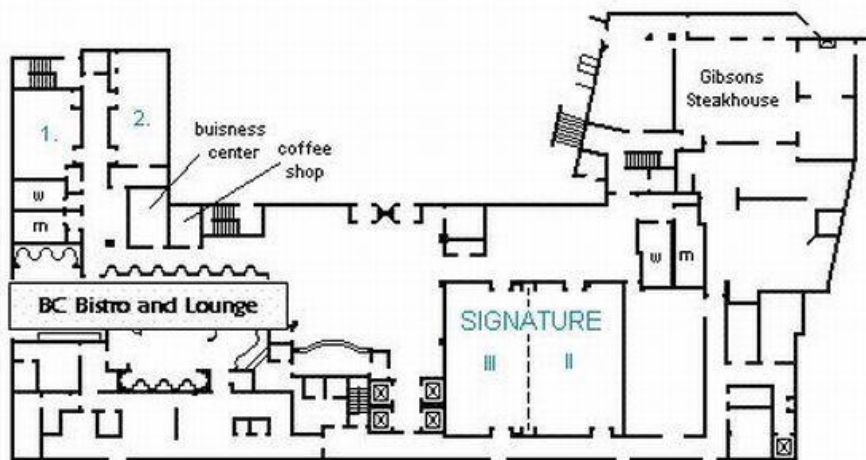 Gibsons
Steakhouse
1.
2.
buisness
center
coffee
shop
w
m
w
m
BC Bistro and Lounge
SIGNATURE
III
II